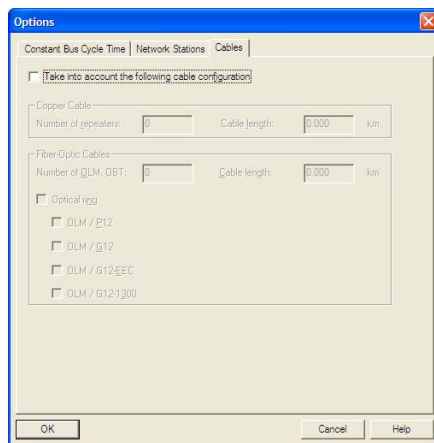 Options
Constant Bus Cycle Time Network Stations Cables
Take into account the following cable configuration
Copper Cable
Number of repeaters: 0 Cable length: 0.000 km
Fiber-Optic Cables
Number of OLM, OBT: 0 Cable length: 0.000 km
Optical ring
OLM / P12
OLM / G12
OLM / G12-EEC
OLM / G12-1300
OK Cancel Help